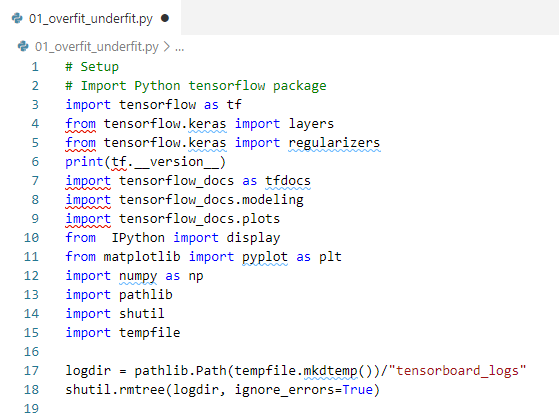 01_overfit_underfit.py ●
01_overfit_underfit.py > ...
1 # Setup
2 # Import Python tensorflow package
3 import tensorflow as tf
4 from tensorflow.keras import layers
5 from tensorflow.keras import regularizers
6 print(tf.__version__)
7 import tensorflow_docs as tfdocs
8 import tensorflow_docs.modeling
9 import tensorflow_docs.plots
10 from  IPython import display
11 from matplotlib import pyplot as plt
12 import numpy as np
13 import pathlib
14 import shutil
15 import tempfile
16
17 logdir = pathlib.Path(tempfile.mkdtemp())/"tensorboard_logs"
18 shutil.rmtree(logdir, ignore_errors=True)
19